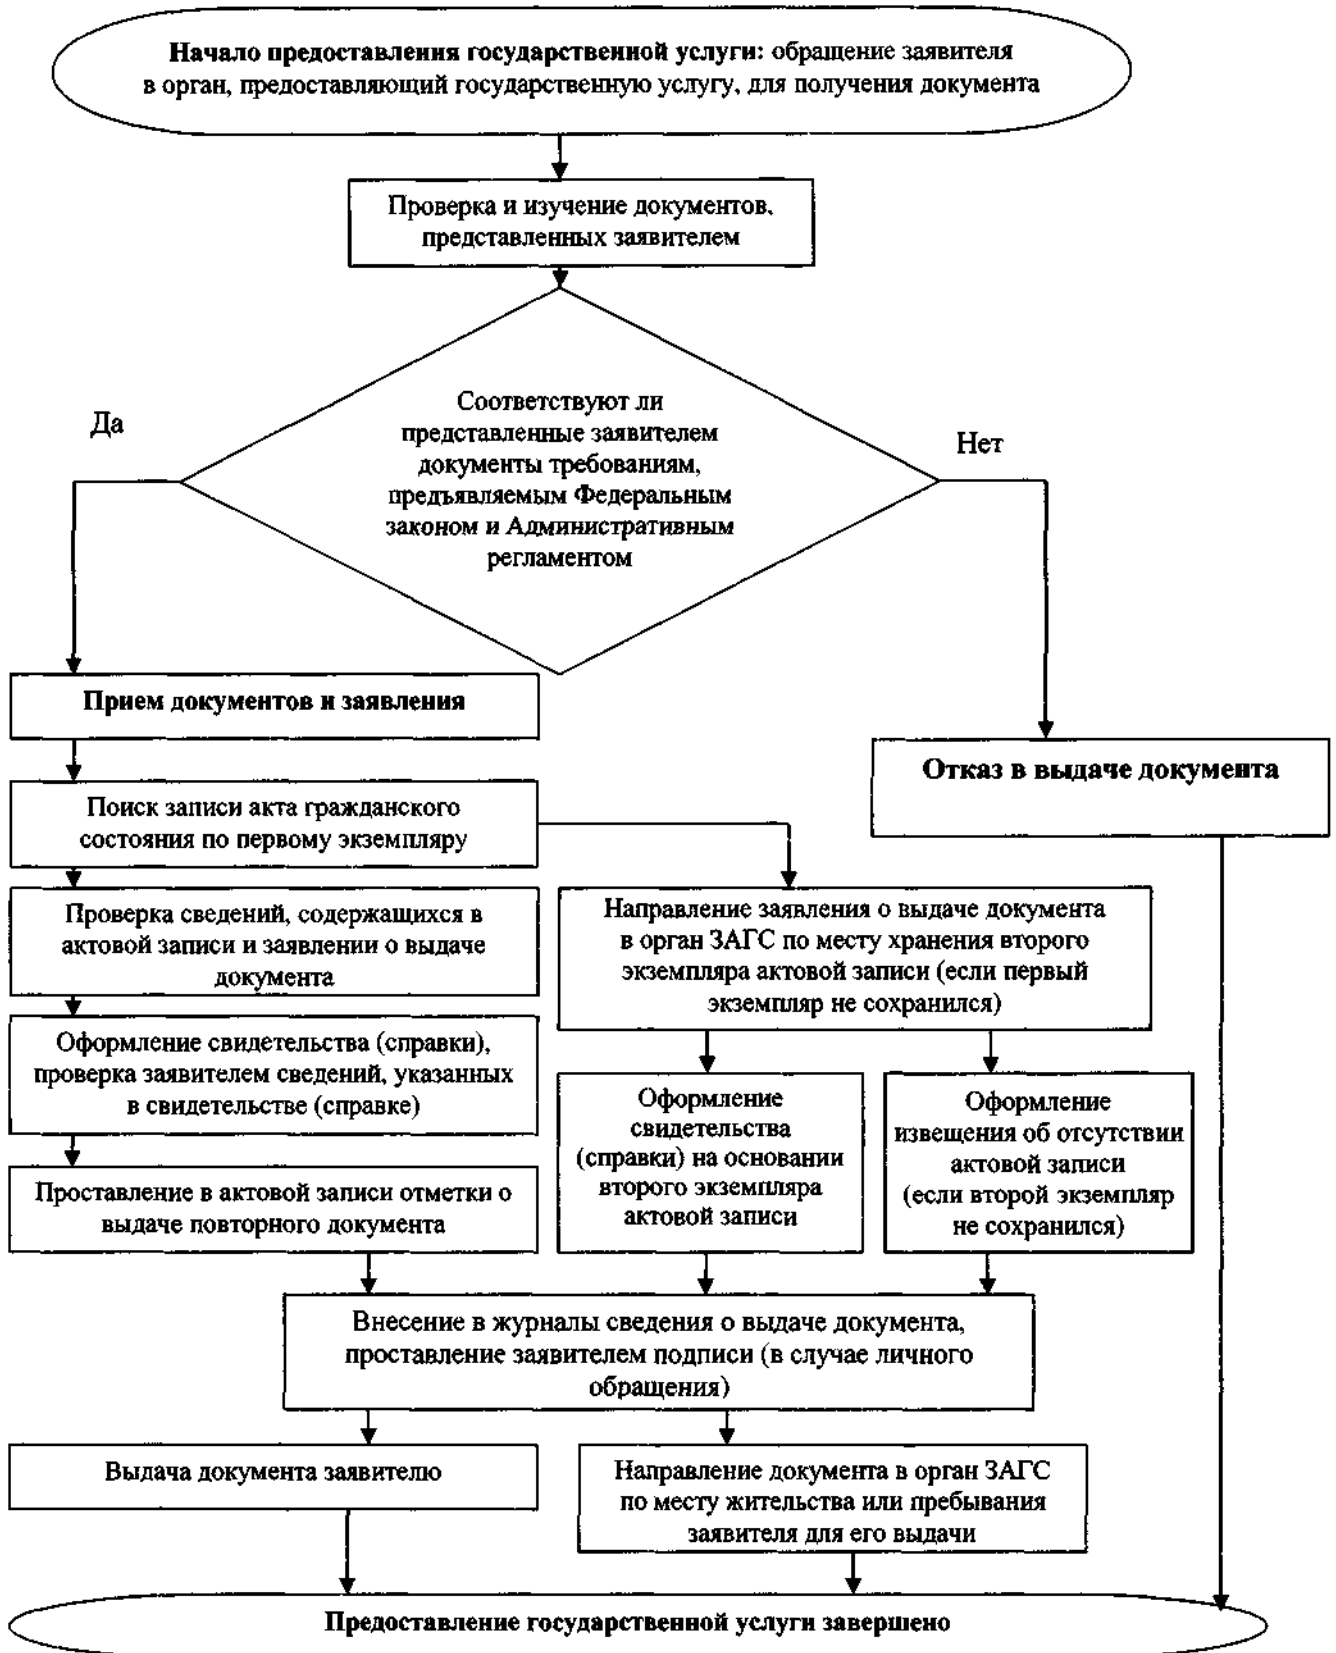 Начало предоставления государственной услуги: обращение заявителя
в орган, предоставляющий государственную услугу, для получения документа
Проверка и изучение документов,
представленных заявителем
Соответствуют ли
представленные заявителем
документы требованиям,
предъявляемым Федеральным
законом и Административным
регламентом
Да
Нет
Прием документов и заявления
Отказ в выдаче документа
Поиск записи акта гражданского
состояния по первому экземпляру
Проверка сведений, содержащихся в
актовой записи и заявлении о выдаче
документа
Направление заявления о выдаче документа
в орган ЗАГС по месту хранения второго
экземпляра актовой записи (если первый
экземпляр не сохранился)
Оформление свидетельства (справки),
проверка заявителем сведений, указанных
в свидетельстве (справке)
Оформление
свидетельства
(справки) на основании
второго экземпляра
актовой записи
Оформление
извещения об отсутствии
актовой записи
(если второй экземпляр
не сохранился)
Проставление в актовой записи отметки о
выдаче повторного документа
Внесение в журналы сведения о выдаче документа,
проставление заявителем подписи (в случае личного
обращения)
Выдача документа заявителю
Направление документа в орган ЗАГС
по месту жительства или пребывания
заявителя для его выдачи
Предоставление государственной услуги завершено